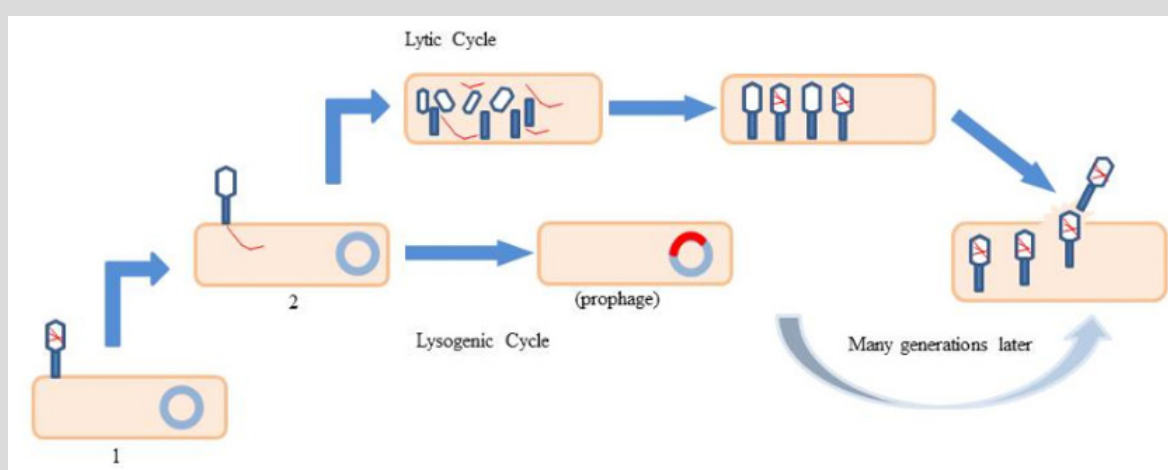 Lytic Cycle
2
(prophage)
Lysogenic Cycle
Many generations later
1